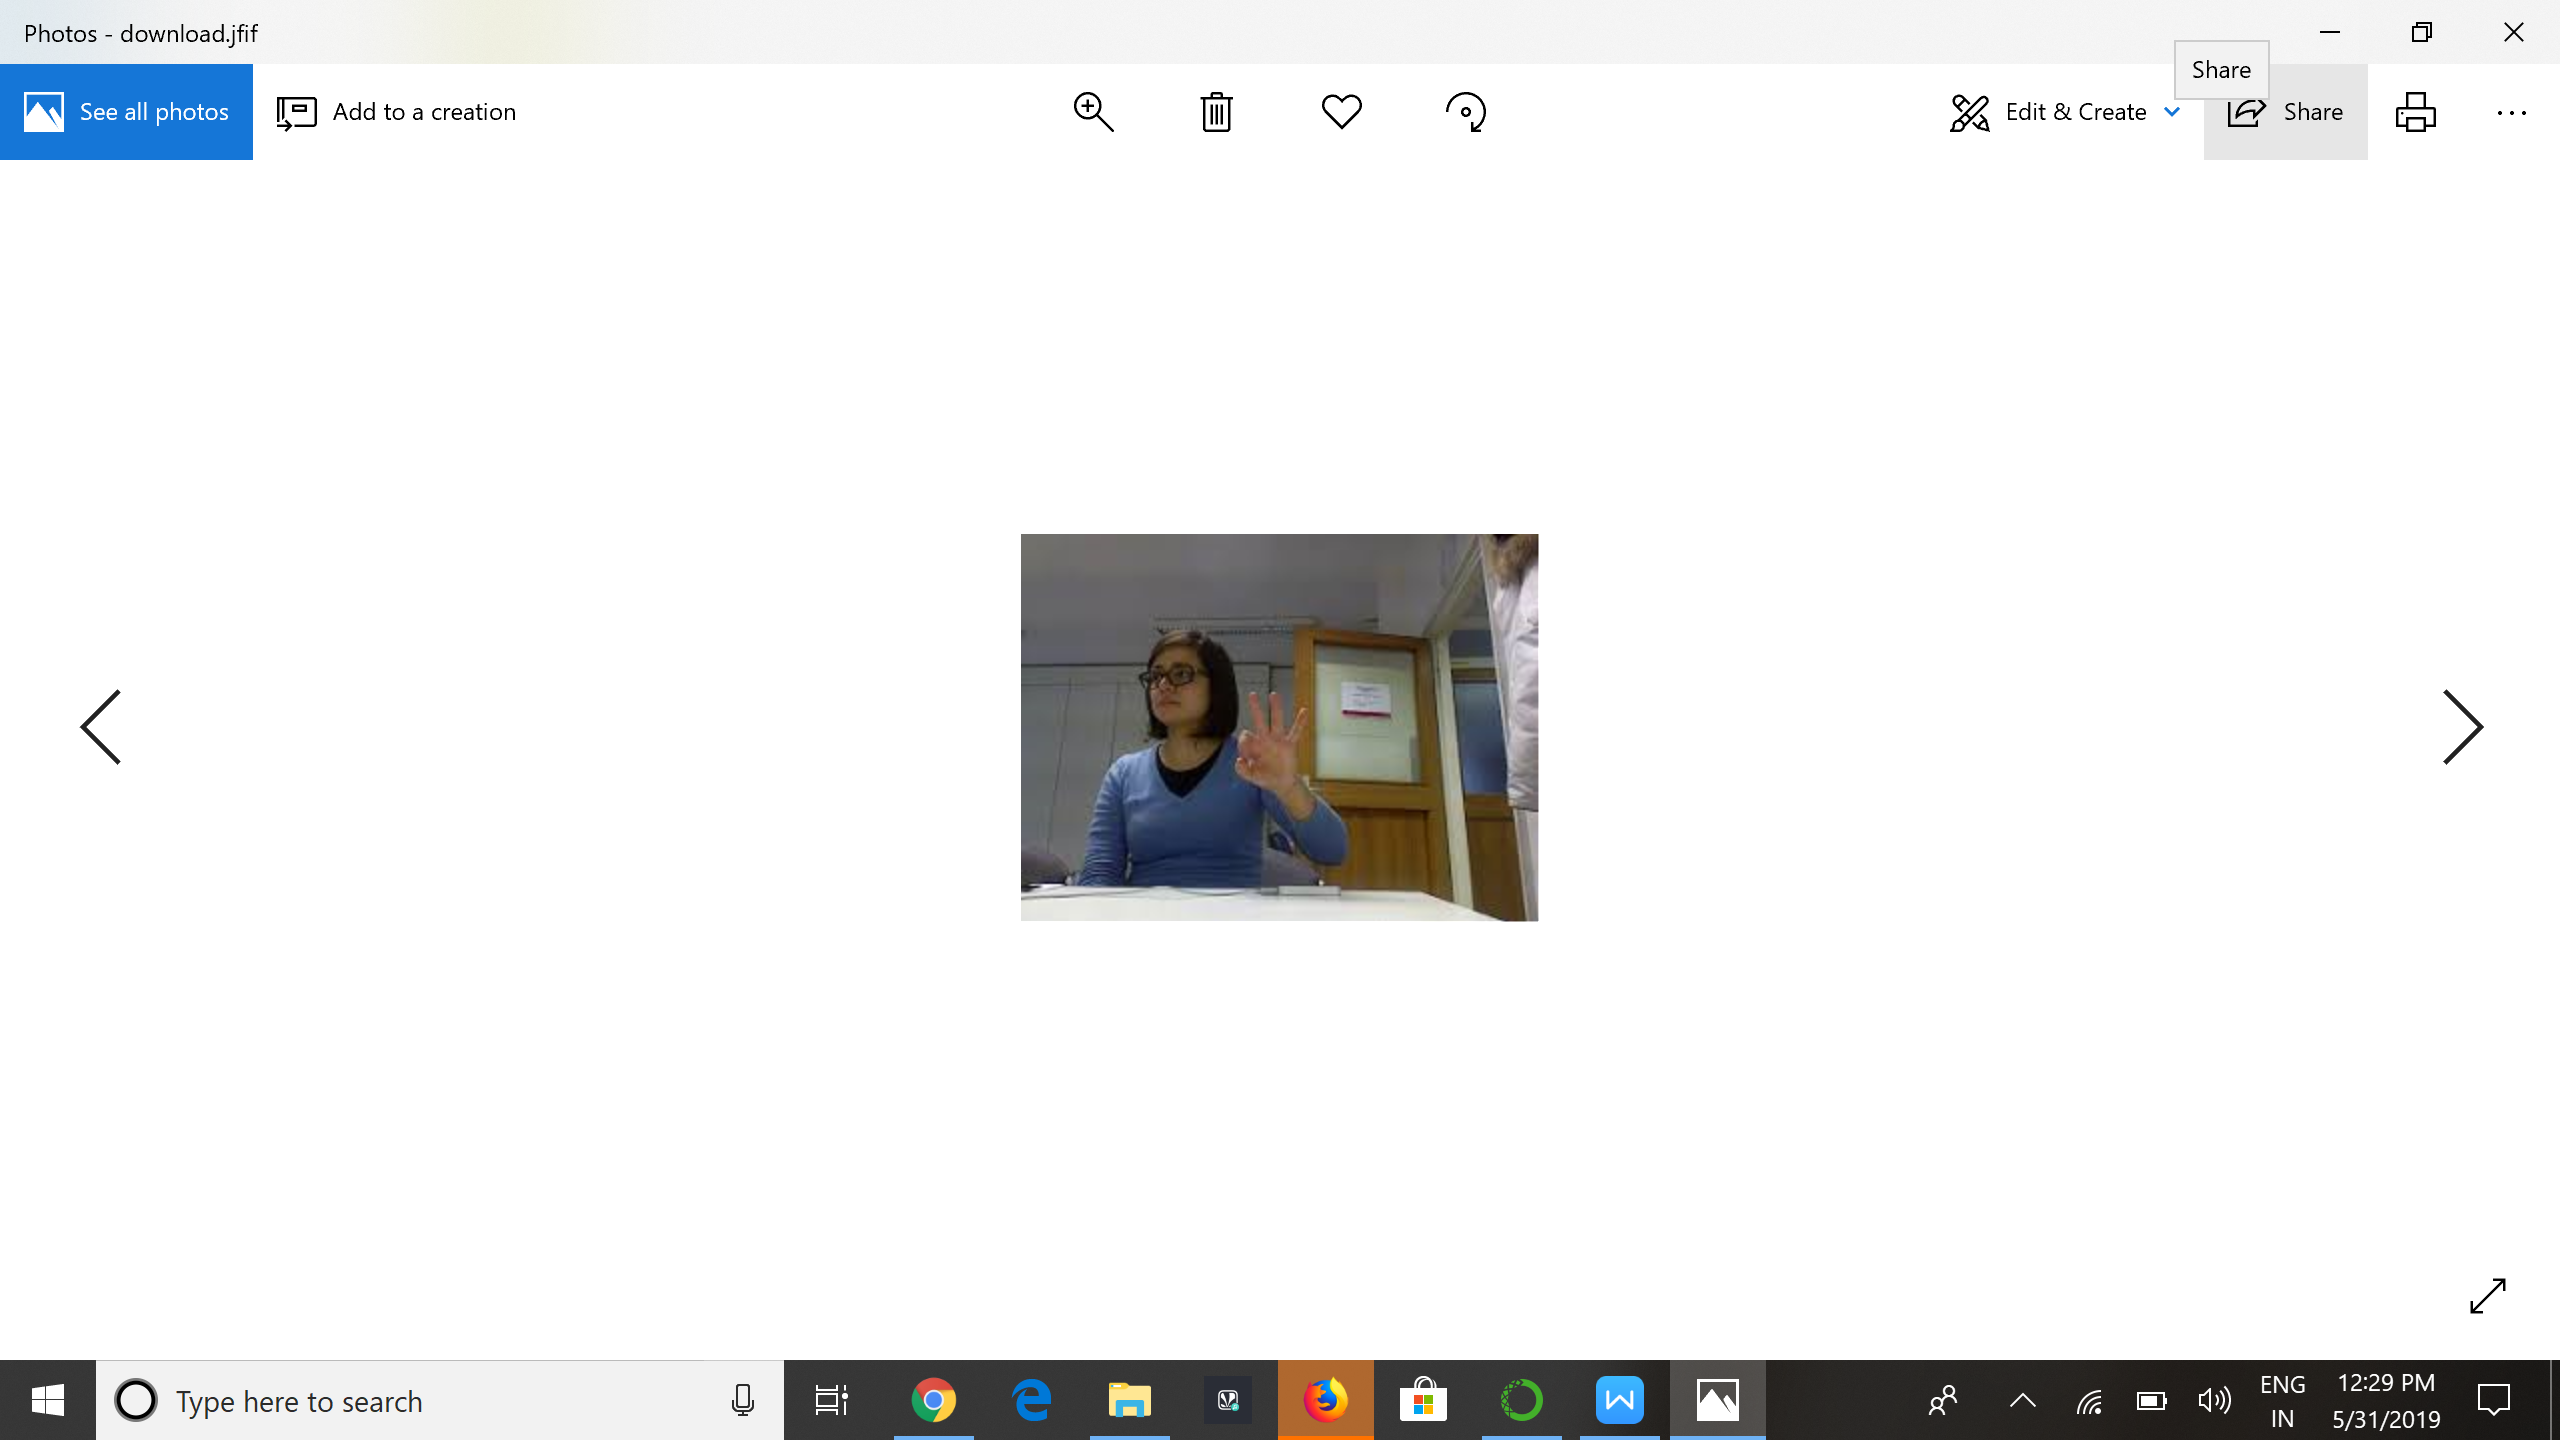 Photos - download.jfif
Share
See all photos
Add to a creation
Edit & Create
Share
Type here to search
ENG
IN
12:29 PM
5/31/2019